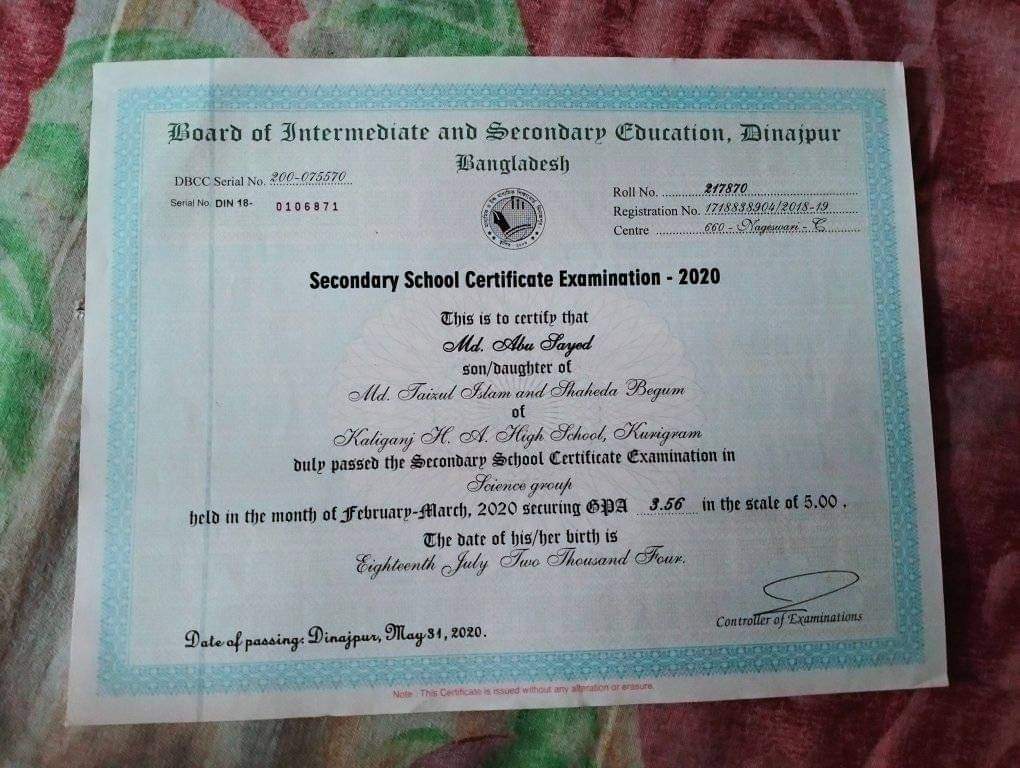 Board of Intermediate and Secondary Education, Dinajpur
Bangladesh
DBCC Serial No. 200-075570
Serial No. DIN 18- 0106871
Roll No. 217870
Registration No. 1718838904/2018-19
Centre 660 - Nageswari - C
Secondary School Certificate Examination - 2020
This is to certify that
Md. Abu Sayed
son/daughter of
Md. Taizul Islam and Shaheda Begum
of
Kaliganj H. A. High School, Kurigram
duly passed the Secondary School Certificate Examination in
Science group
held in the month of February-March, 2020 securing GPA 3.56 in the scale of 5.00 .
The date of his/her birth is
Eighteenth July Two Thousand Four.
Controller of Examinations
Date of passing: Dinajpur, May 31, 2020.
Note : This Certificate is issued without any alteration or erasure.